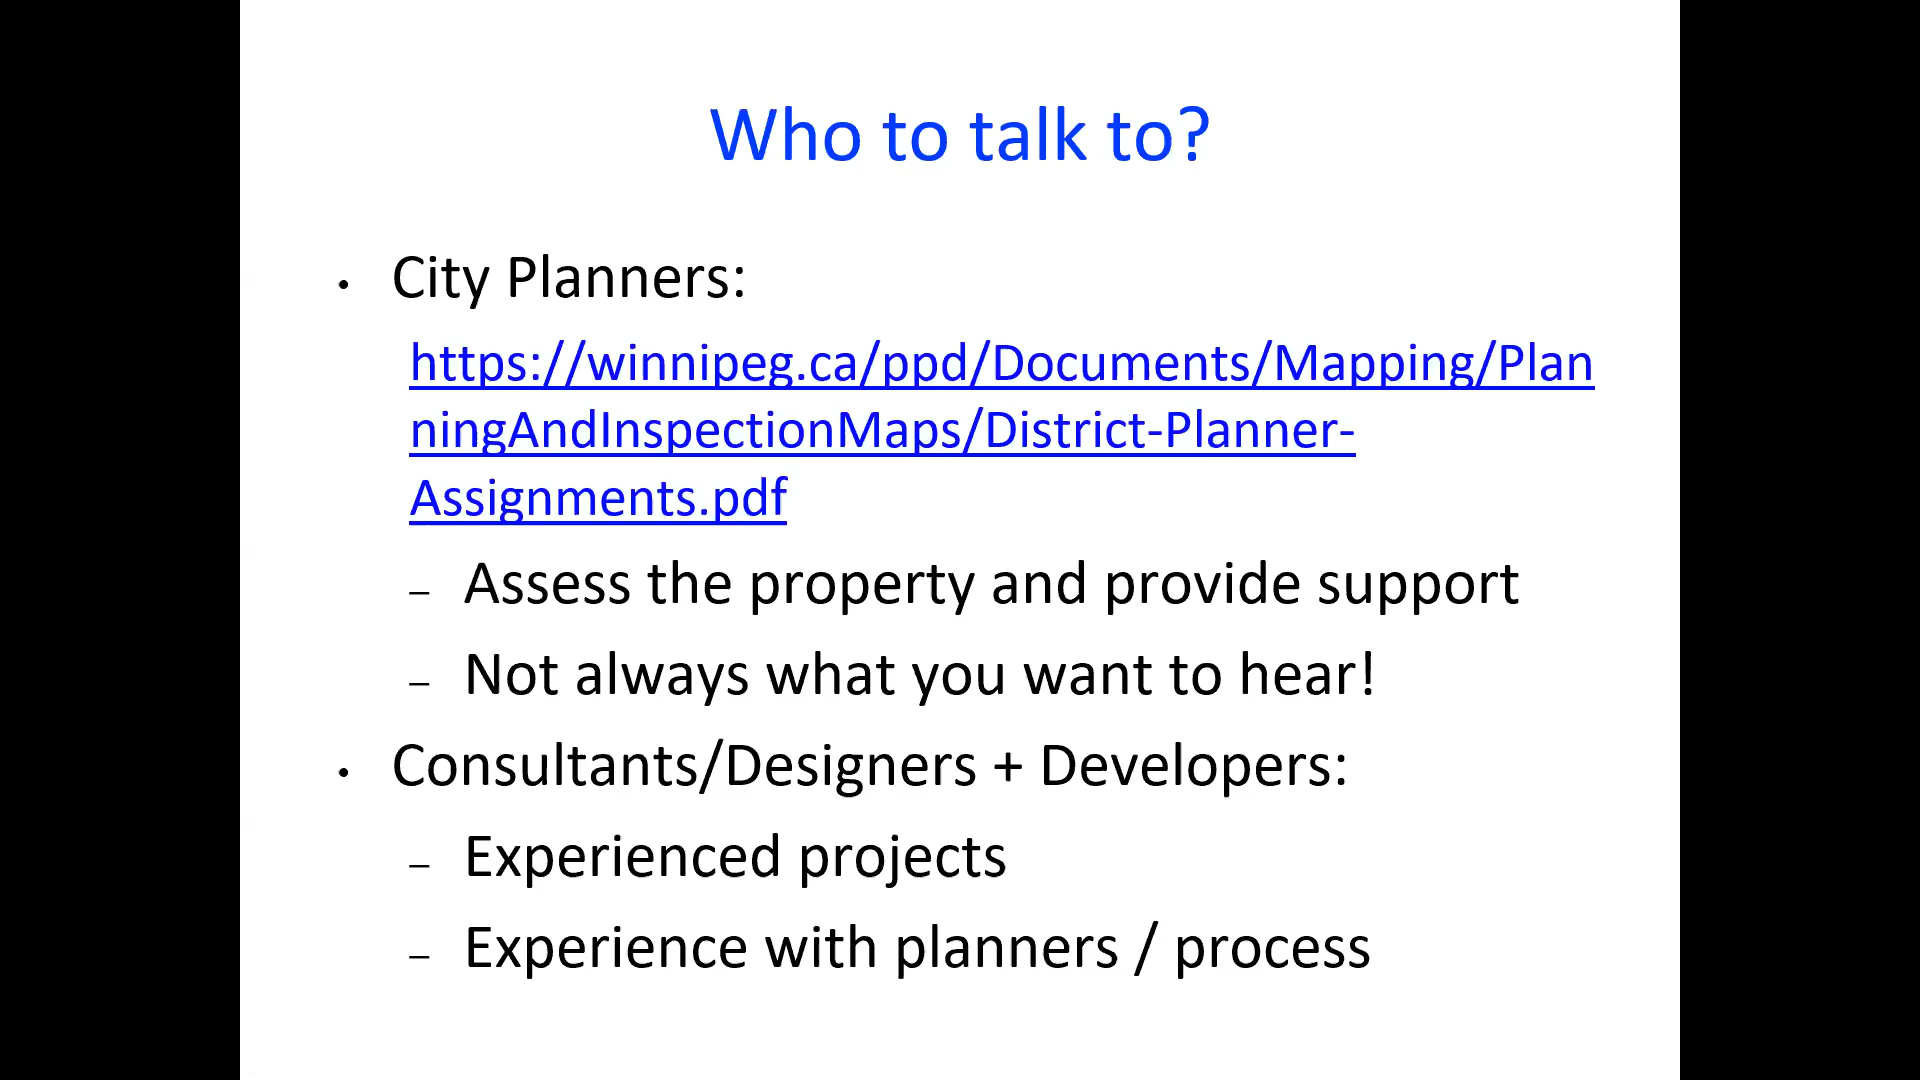 Who to talk to?
• City Planners:
https://winnipeg.ca/ppd/Documents/Mapping/Plan
ningAndInspectionMaps/District-Planner-
Assignments.pdf
– Assess the property and provide support
– Not always what you want to hear!
• Consultants/Designers + Developers:
– Experienced projects
– Experience with planners / process